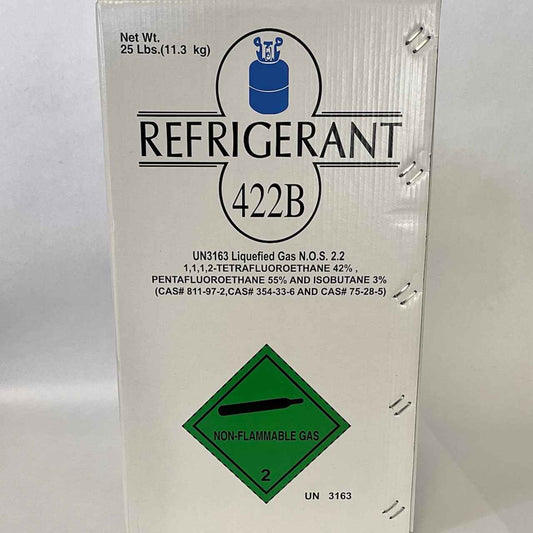 Net Wt.
25 Lbs.(11.3 kg)
REFRIGERANT
422B
UN3163 Liquefied Gas N.O.S. 2.2
1,1,1,2-TETRAFLUOROETHANE 42% ,
PENTAFLUOROETHANE 55% AND ISOBUTANE 3%
(CAS# 811-97-2,CAS# 354-33-6 AND CAS# 75-28-5)
NON-FLAMMABLE GAS
2
UN 3163